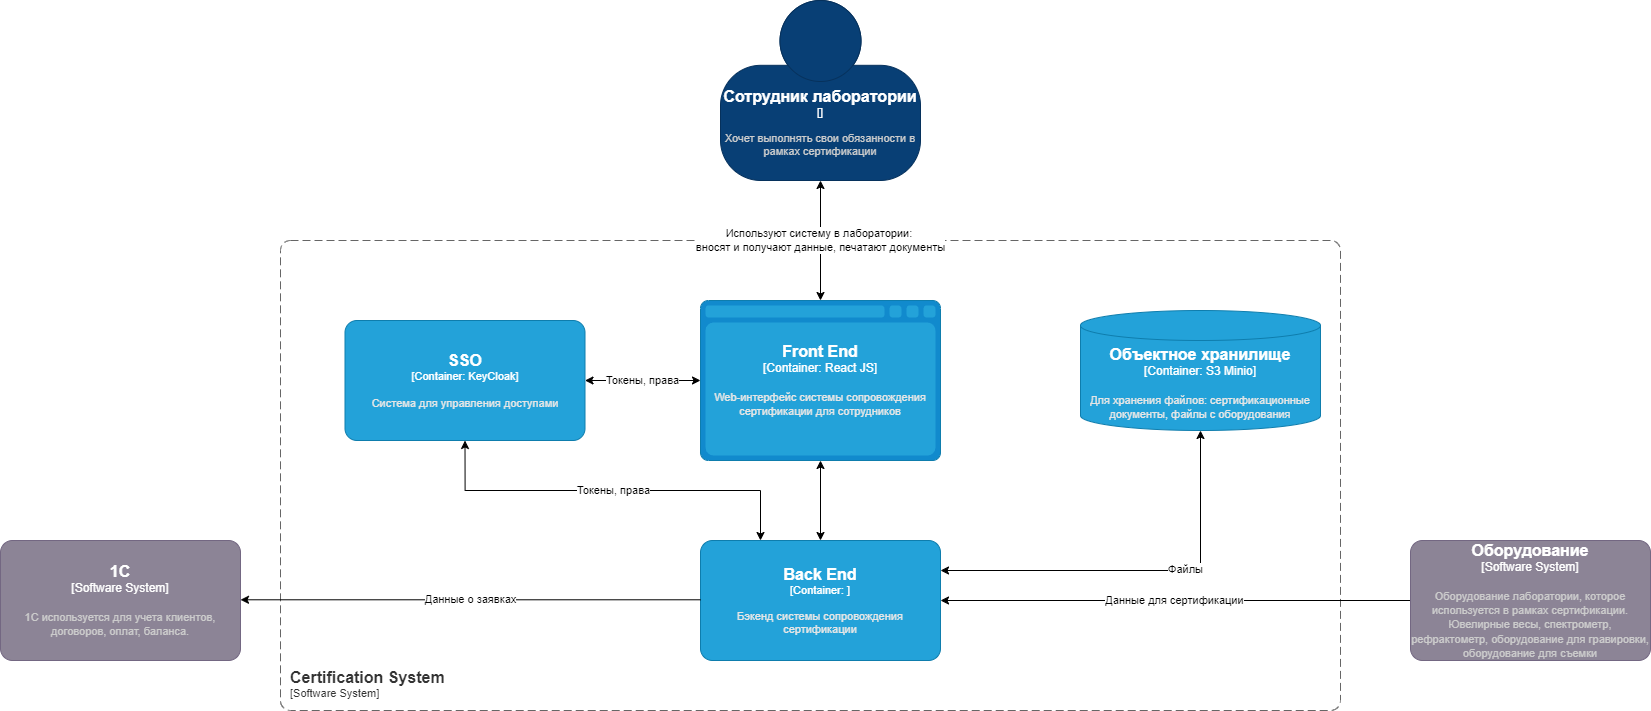 Сотрудник лаборатории
[]
Хочет выполнять свои обязанности в
рамках сертификации
Используют систему в лаборатории:
вносят и получают данные, печатают документы
SSO
[Container: KeyCloak]
Система для управления доступами
Токены, права
Front End
[Container: React JS]
Web-интерфейс системы сопровождения
сертификации для сотрудников
Объектное хранилище
[Container: S3 Minio]
Для хранения файлов: сертификационные
документы, файлы с оборудования
Токены, права
1С
[Software System]
1С используется для учета клиентов,
договоров, оплат, баланса.
Данные о заявках
Back End
[Container: ]
Бэкенд системы сопровождения
сертификации
Файлы
Данные для сертификации
Оборудование
[Software System]
Оборудование лаборатории, которое
используется в рамках сертификации.
Ювелирные весы, спектрометр,
рефрактометр, оборудование для гравировки,
оборудование для съемки
Certification System
[Software System]